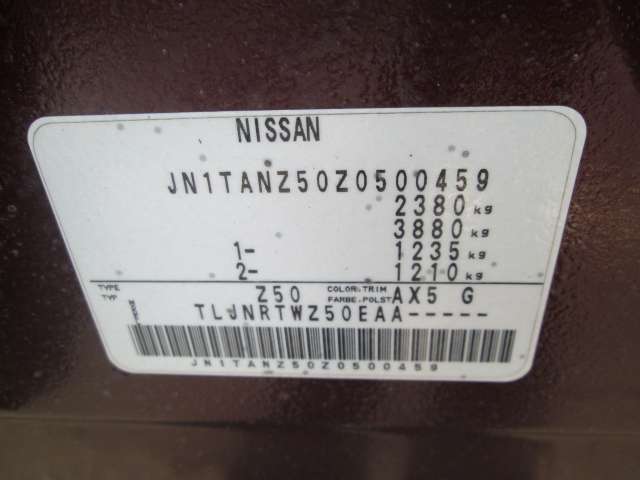 NISSAN
JN1TANZ50Z0500459
2380 kg
3880 kg
1- 1235 kg
2- 1210 kg
TYPE Z50 COLOR.TRIM AX5 G
TYP FARBE.POLST
TLJNRTWZ50EAA-----
JN1TANZ50Z0500459